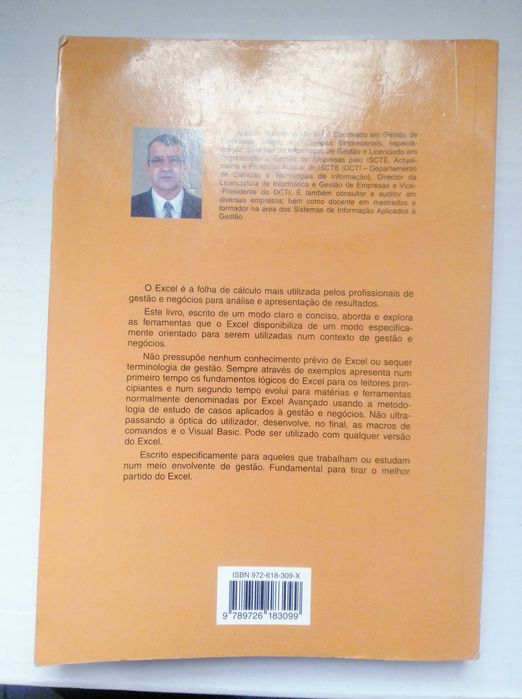 Doutorado em Gestão de
Empresas,
em Ciências Empresariais, especia-
Sistemas de Informação de Gestão e Licenciado em
Organização e Gestão de Empresas pelo ISCTE. Actual-
mente é Professor Auxiliar do ISCTE (DCTI – Departamento
de Ciências e Tecnologias de Informação), Director da
Licenciatura de Informática e Gestão de Empresas e Vice-
-Presidente do DCTI. É também consultor e auditor em
diversas empresas, bem como docente em mestrados e
formador na área dos Sistemas de Informação Aplicados à
Gestão.
O Excel é a folha de cálculo mais utilizada pelos profissionais de
gestão e negócios para análise e apresentação de resultados.
Este livro, escrito de um modo claro e conciso, aborda e explora
as ferramentas que o Excel disponibiliza de um modo especifica-
mente orientado para serem utilizadas num contexto de gestão e
negócios.
Não pressupõe nenhum conhecimento prévio de Excel ou sequer
terminologia de gestão. Sempre através de exemplos apresenta num
primeiro tempo os fundamentos lógicos do Excel para os leitores prin-
cipiantes e num segundo tempo evolui para matérias e ferramentas
normalmente denominadas por Excel Avançado usando a metodo-
logia de estudo de casos aplicados à gestão e negócios. Não ultra-
passando a óptica do utilizador, desenvolve, no final, as macros de
comandos e o Visual Basic. Pode ser utilizado com qualquer versão
do Excel.
Escrito especificamente para aqueles que trabalham ou estudam
num meio envolvente de gestão. Fundamental para tirar o melhor
partido do Excel.
ISBN 972-618-309-X
9 789726 183099